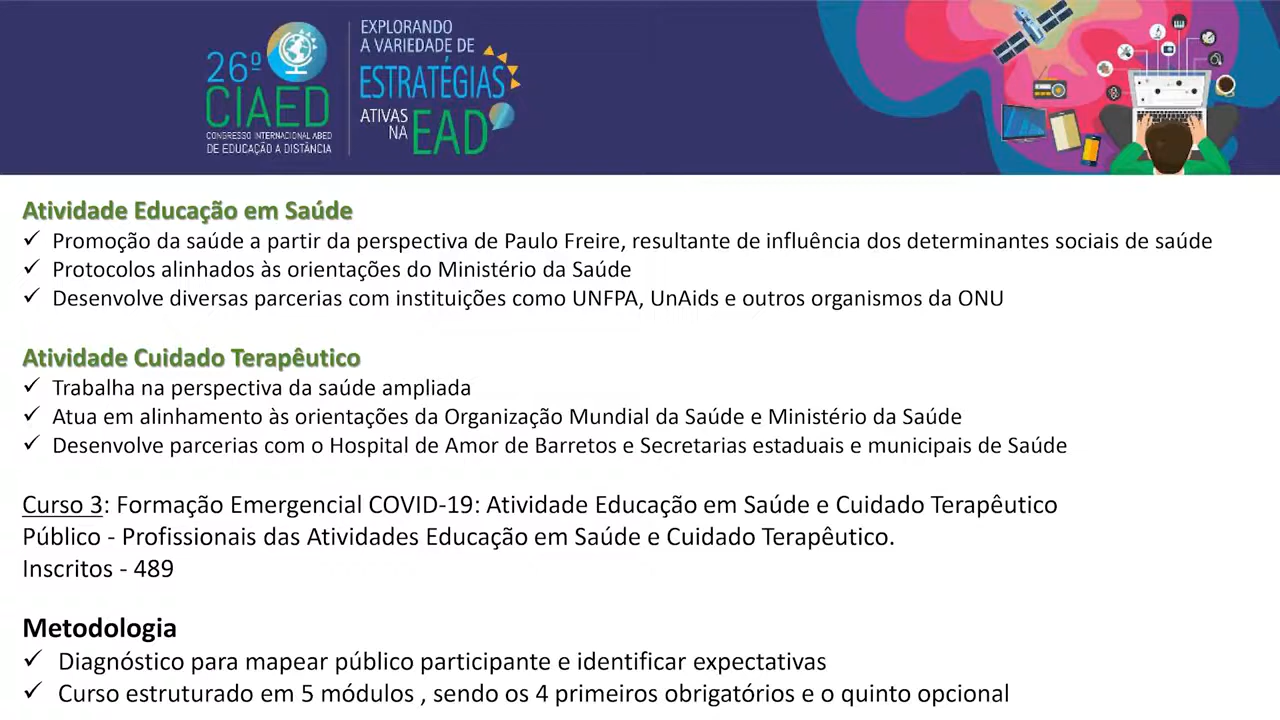 26º
CIAED
CONGRESSO INTERNACIONAL ABED
DE EDUCAÇÃO A DISTÂNCIA
EXPLORANDO
A VARIEDADE DE
ESTRATÉGIAS
ATIVAS
NA EAD
Atividade Educação em Saúde
✓ Promoção da saúde a partir da perspectiva de Paulo Freire, resultante de influência dos determinantes sociais de saúde
✓ Protocolos alinhados às orientações do Ministério da Saúde
✓ Desenvolve diversas parcerias com instituições como UNFPA, UnAids e outros organismos da ONU
Atividade Cuidado Terapêutico
✓ Trabalha na perspectiva da saúde ampliada
✓ Atua em alinhamento às orientações da Organização Mundial da Saúde e Ministério da Saúde
✓ Desenvolve parcerias com o Hospital de Amor de Barretos e Secretarias estaduais e municipais de Saúde
Curso 3: Formação Emergencial COVID-19: Atividade Educação em Saúde e Cuidado Terapêutico
Público - Profissionais das Atividades Educação em Saúde e Cuidado Terapêutico.
Inscritos - 489
Metodologia
✓ Diagnóstico para mapear público participante e identificar expectativas
✓ Curso estruturado em 5 módulos , sendo os 4 primeiros obrigatórios e o quinto opcional